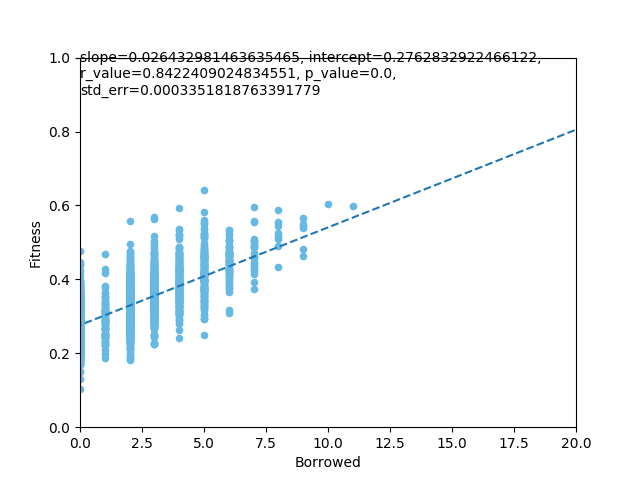 slope=0.026432981463635465, intercept=0.2762832922466122,
r_value=0.8422409024834551, p_value=0.0,
std_err=0.0003351818763391779
1.0
0.8
0.6
0.4
0.2
0.0
Fitness
0.0 2.5 5.0 7.5 10.0 12.5 15.0 17.5 20.0
Borrowed